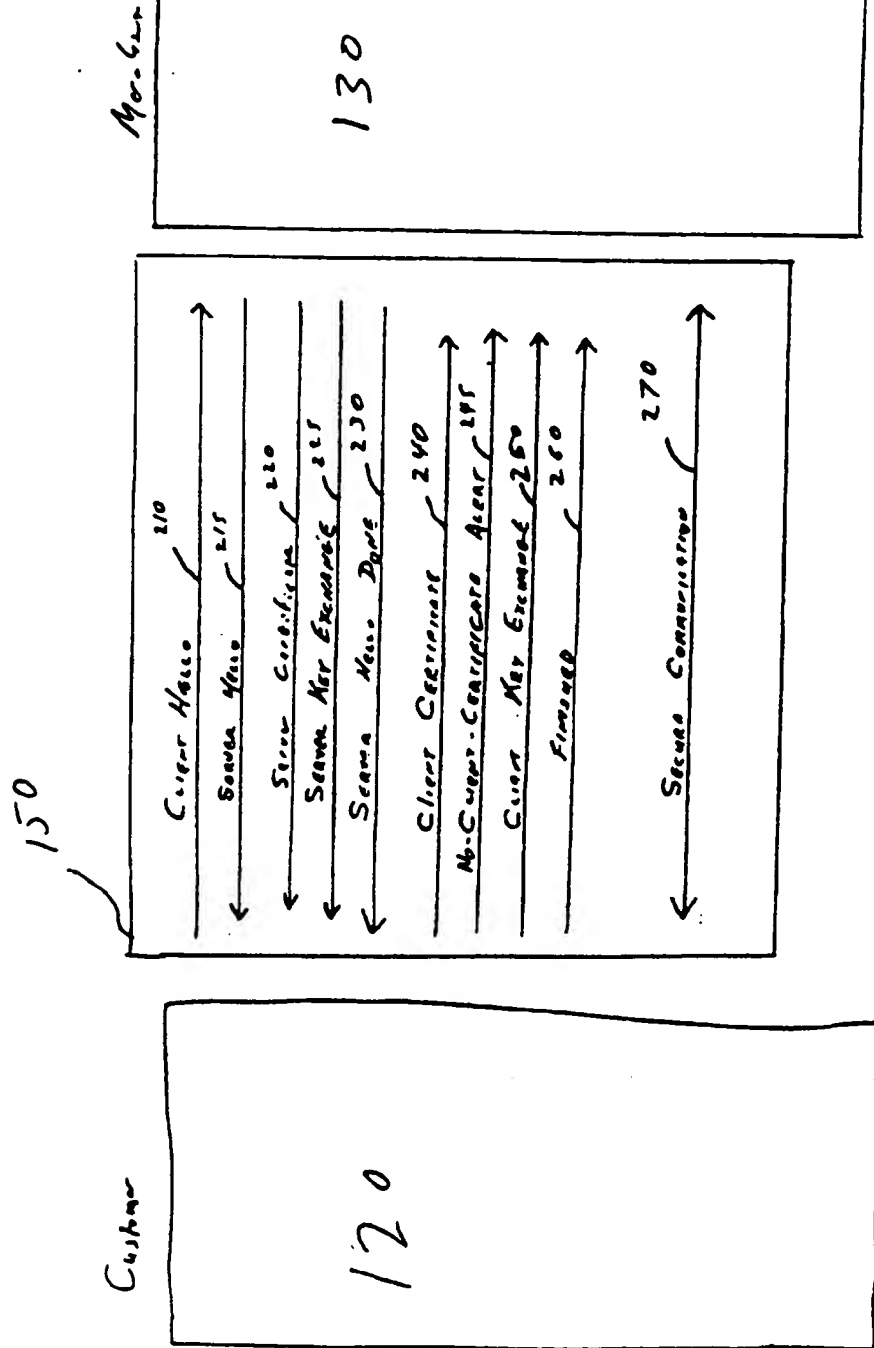 150
Customer
120
CLIENT HELLO 210
SERVER HELLO 215
Server Certificate 220
SERVER KEY EXCHANGE 225
SERVER HELLO DONE 230
CLIENT CERTIFICATE 240
NO-CLIENT-CERTIFICATE ALERT 245
CLIENT KEY EXCHANGE 250
FINISHED 260
SECURE COMMUNICATION 270
130